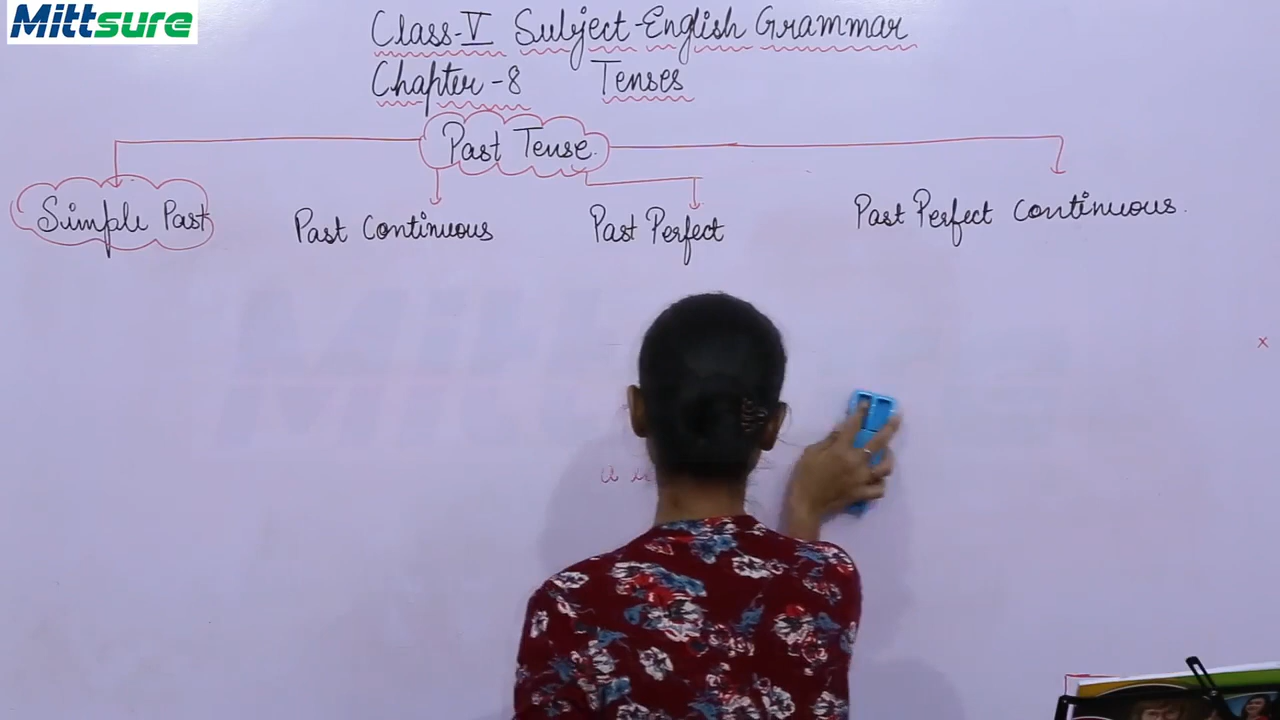 Mittsure
Class-V Subject-English Grammar
Chapter-8 Tenses
Past Tense.
Simple Past
Past Continuous
Past Perfect
Past Perfect Continuous.
x